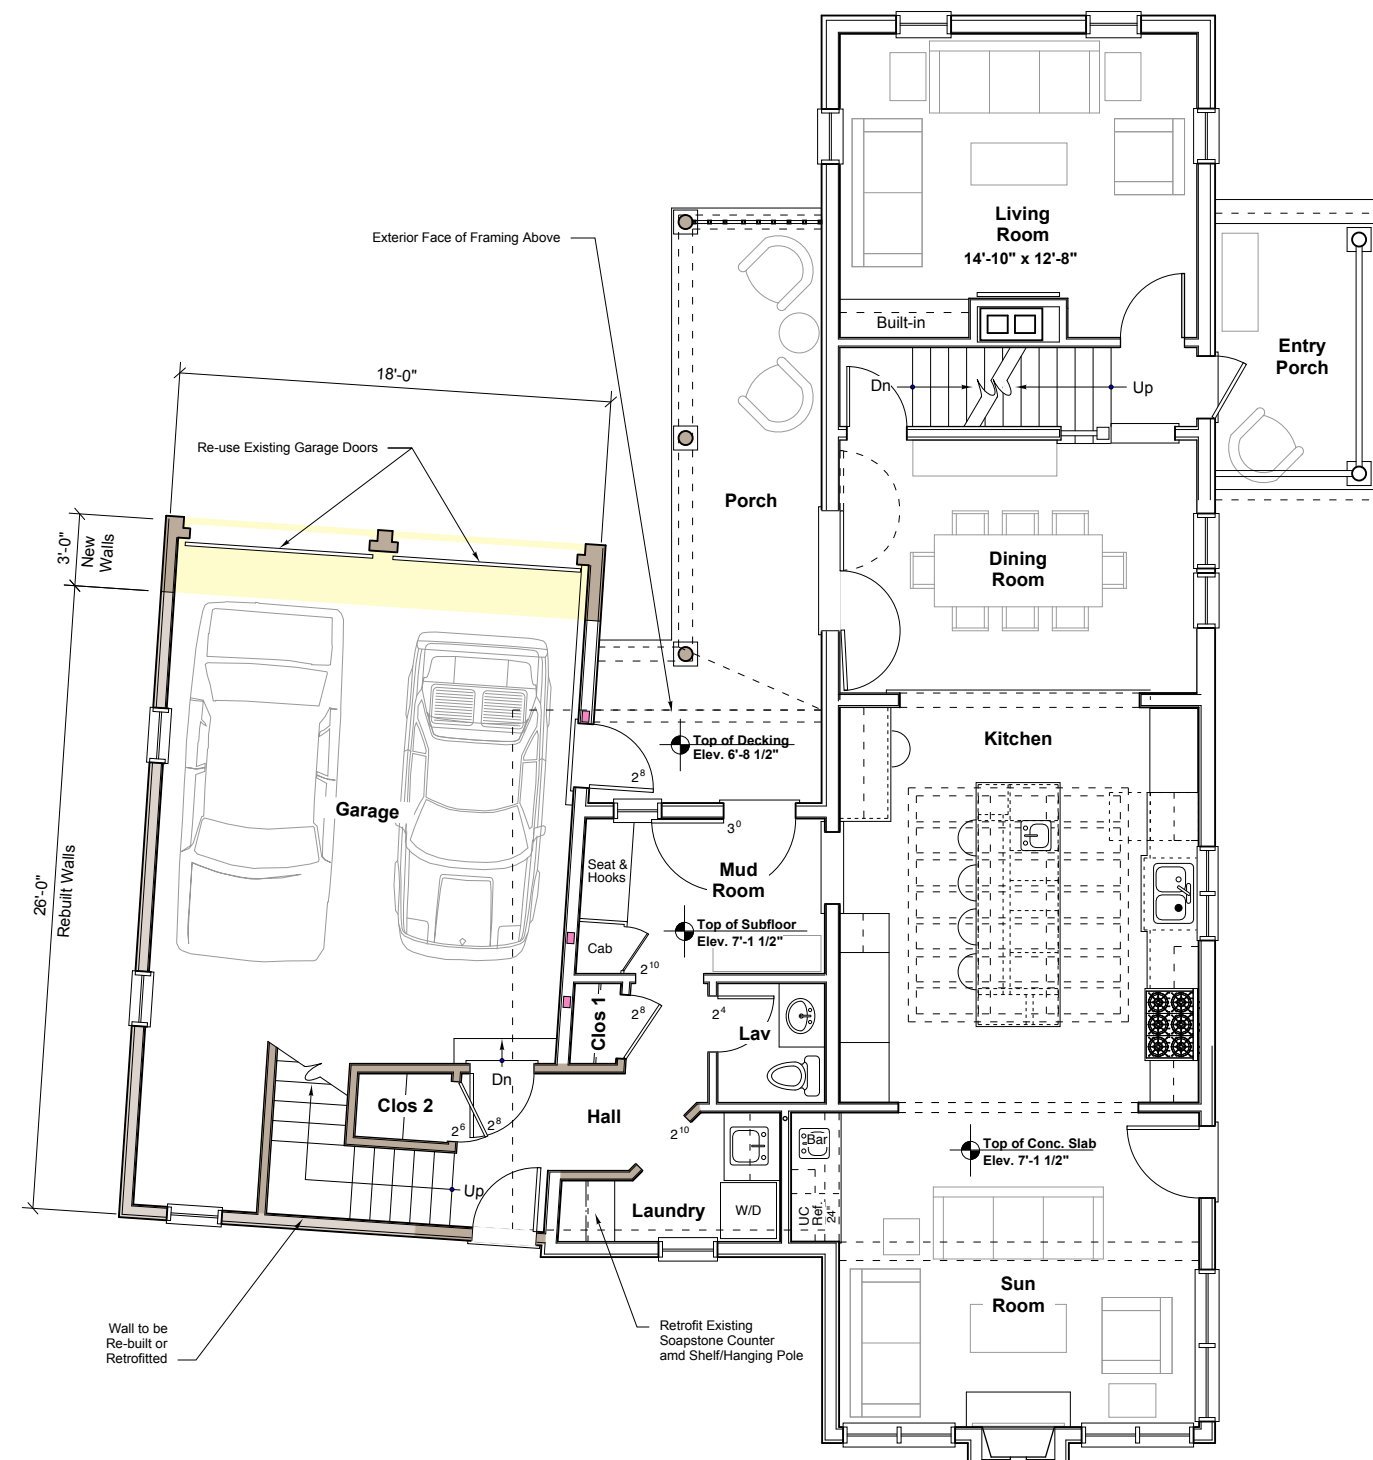 Living
Room
14'-10" x 12'-8"
Exterior Face of Framing Above
Built-in
Entry
Porch
18'-0"
Dn
Up
Re-use Existing Garage Doors
Porch
3'-0"
New
Walls
Dining
Room
Top of Decking
Elev. 6'-8 1/2"
Kitchen
2⁸
Garage
3⁰
26'-0"
Rebuilt Walls
Seat &
Hooks
Mud
Room
Top of Subfloor
Elev. 7'-1 1/2"
Cab
2¹⁰
Clos 1
2⁸
2⁴
Lav
Dn
Clos 2
2⁶
2⁸
Hall
2¹⁰
Bar
Top of Conc. Slab
Elev. 7'-1 1/2"
Up
Laundry
W/D
UC
Ref.
24"
Sun
Room
Wall to be
Re-built or
Retrofitted
Retrofit Existing
Soapstone Counter
amd Shelf/Hanging Pole